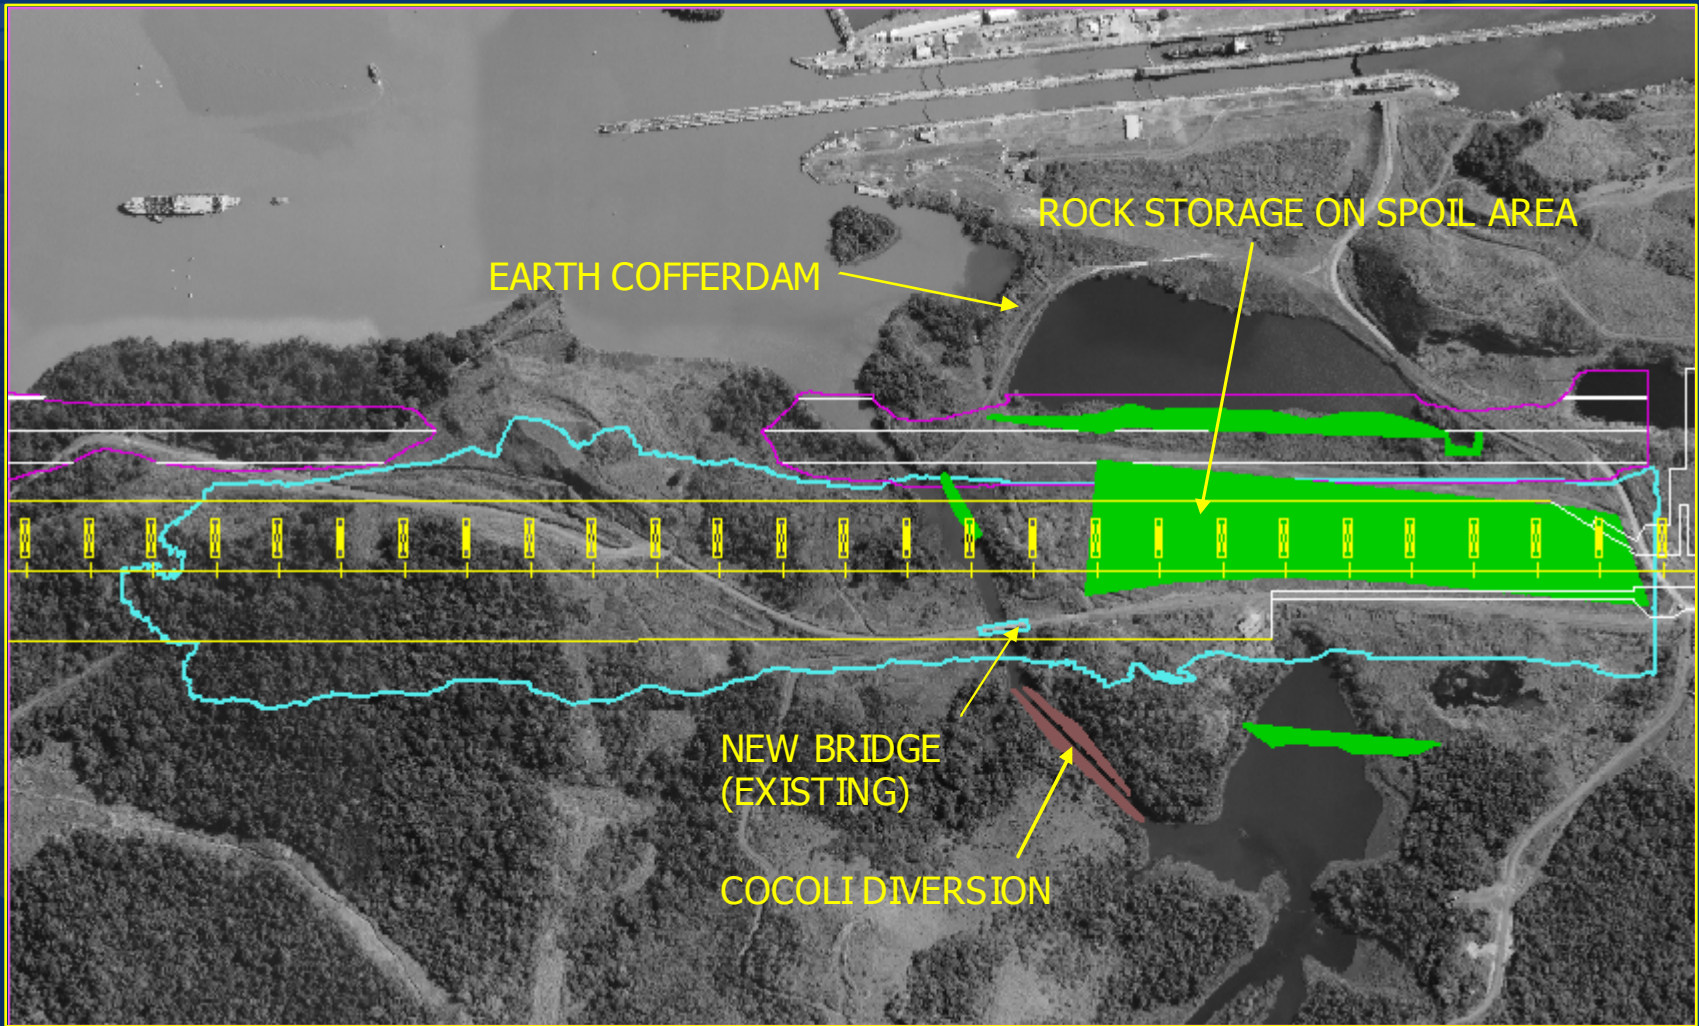 ROCK STORAGE ON SPOIL AREA
EARTH COFFERDAM
NEW BRIDGE
(EXISTING)
COCOLI DIVERSION